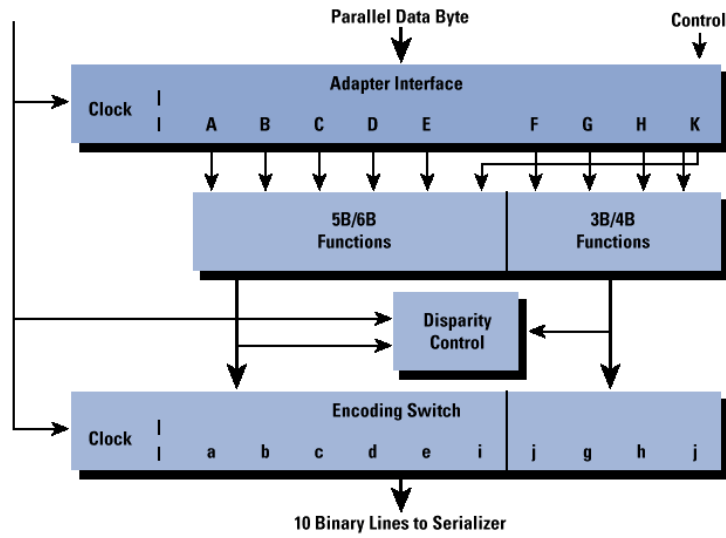 Parallel Data Byte
Control
Adapter Interface
Clock
A B C D E F G H K
5B/6B
Functions
3B/4B
Functions
Disparity
Control
Encoding Switch
Clock
a b c d e i j g h j
10 Binary Lines to Serializer